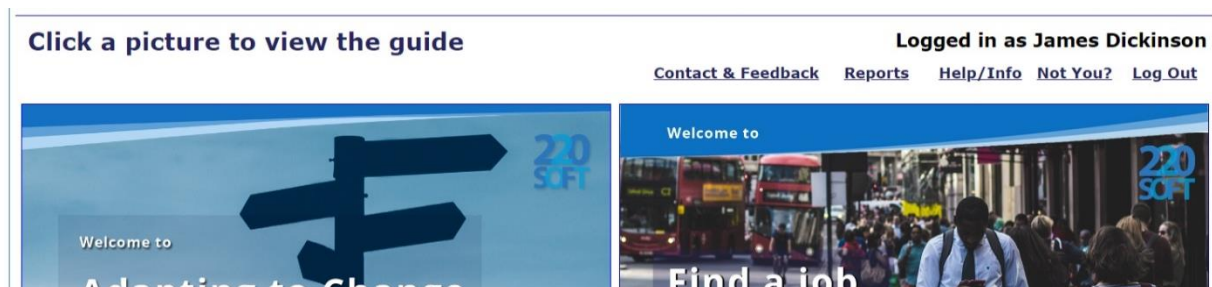 Click a picture to view the guide
Logged in as James Dickinson
Contact & Feedback Reports Help/Info Not You? Log Out
Welcome to
220
SOFT
Adapting to Change
Welcome to
220
SOFT
Find a job